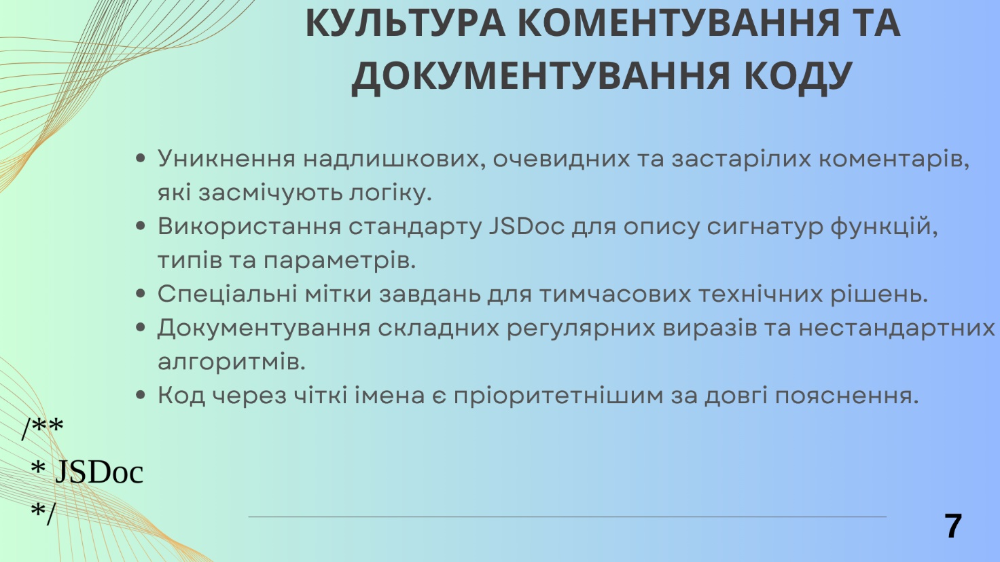 КУЛЬТУРА КОМЕНТУВАННЯ ТА
ДОКУМЕНТУВАННЯ КОДУ
• Уникнення надлишкових, очевидних та застарілих коментарів,
які засмічують логіку.
• Використання стандарту JSDoc для опису сигнатур функцій,
типів та параметрів.
• Спеціальні мітки завдань для тимчасових технічних рішень.
• Документування складних регулярних виразів та нестандартних
алгоритмів.
• Код через чіткі імена є пріоритетнішим за довгі пояснення.
/**
* JSDoc
*/
7